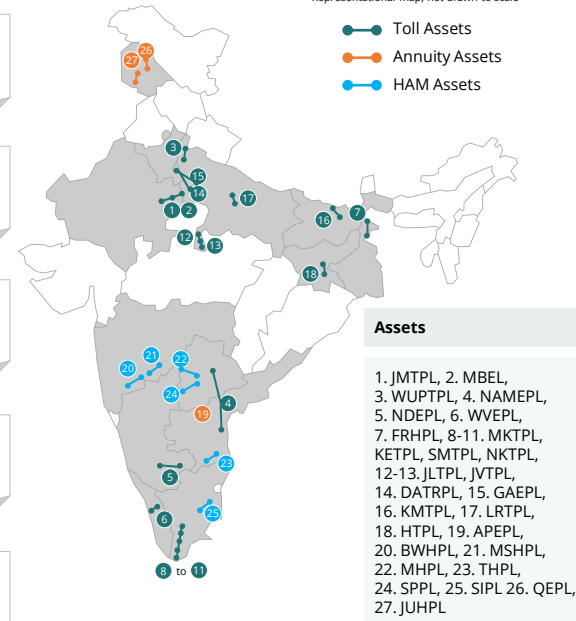 Representational map, not drawn to scale
Toll Assets
Annuity Assets
HAM Assets
26
27
3
15
14
1 2
17
16
7
12
13
18
21
22
20
24
19
4
23
5
25
6
8 to 11
Assets
1. JMTPL, 2. MBEL,
3. WUPTPL, 4. NAMEPL,
5. NDEPL, 6. WVEPL,
7. FRHPL, 8-11. MKTPL,
KETPL, SMTPL, NKTPL,
12-13. JLTPL, JVTPL,
14. DATRPL, 15. GAEPL,
16. KMTPL, 17. LRTPL,
18. HTPL, 19. APEPL,
20. BWHPL, 21. MSHPL,
22. MHPL, 23. THPL,
24. SPPL, 25. SIPL 26. QEPL,
27. JUHPL